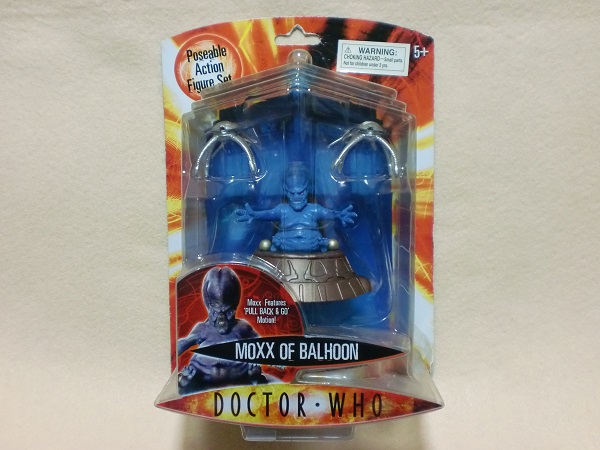 Poseable
Action
Figure Set
WARNING:
CHOKING HAZARD—Small parts.
Not for children under 3 yrs.
5+
Moxx Features
'PULL BACK & GO'
Motion!
MOXX OF BALHOON
DOCTOR · WHO